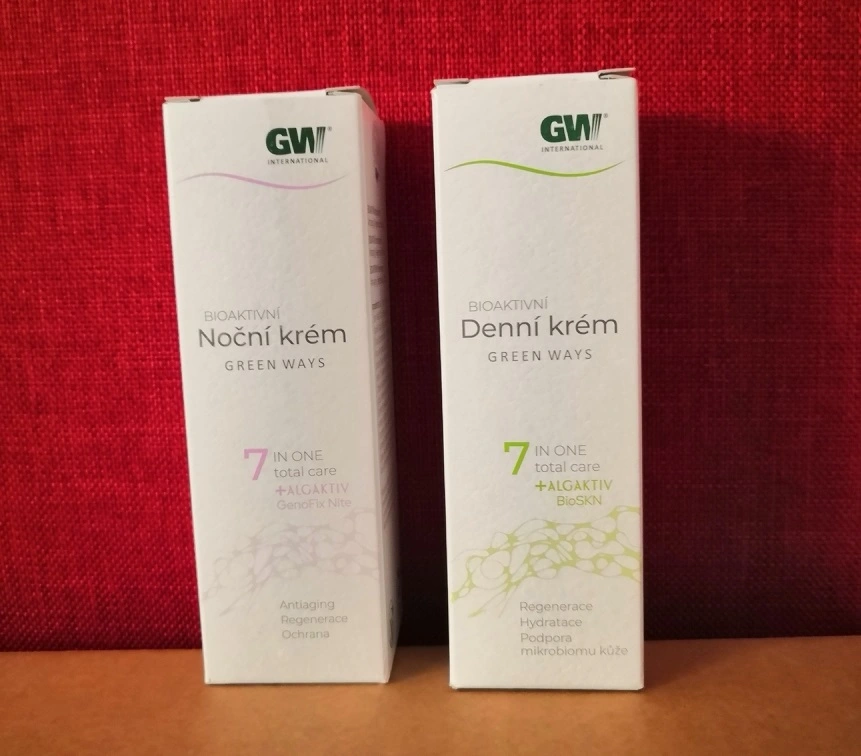 GW®
INTERNATIONAL
BIOAKTIVNÍ
Noční krém
GREEN WAYS
7 IN ONE
total care
+ALGAKTIV
GenoFix Nite
Antiaging
Regenerace
Ochrana
GW®
INTERNATIONAL
BIOAKTIVNÍ
Denní krém
GREEN WAYS
7 IN ONE
total care
+ALGAKTIV
BioSKN
Regenerace
Hydratace
Podpora
mikrobiomu kůže